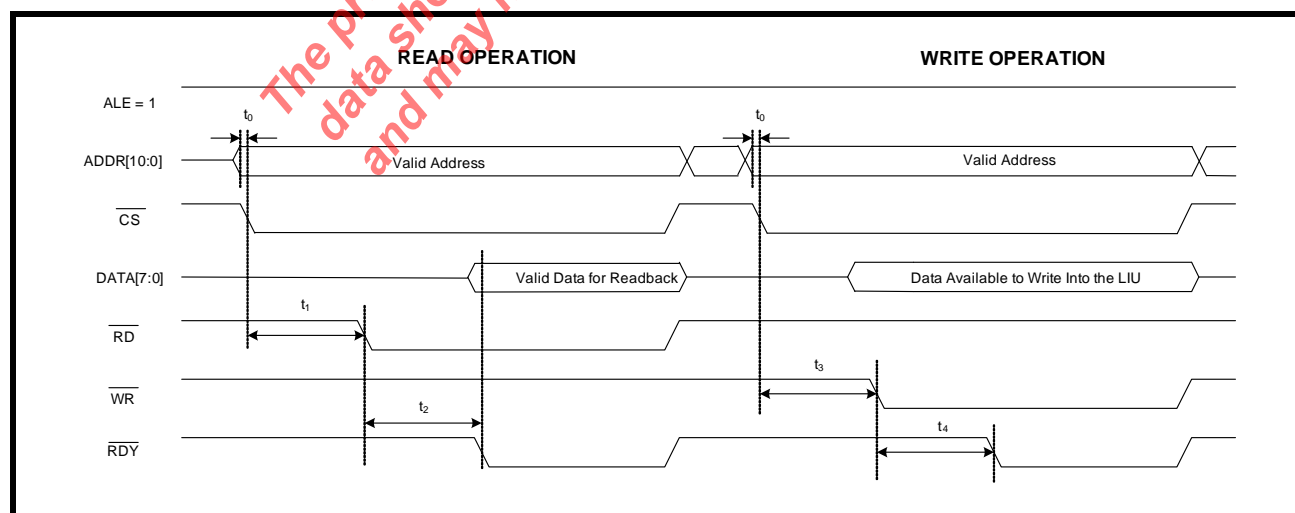 The pr
data sho
and may n
READ OPERATION WRITE OPERATION
ALE = 1
t0 t0
ADDR[10:0] Valid Address Valid Address
CS
DATA[7:0] Valid Data for Readback Data Available to Write Into the LIU
t1
RD
t3
WR
t2 t4
RDY